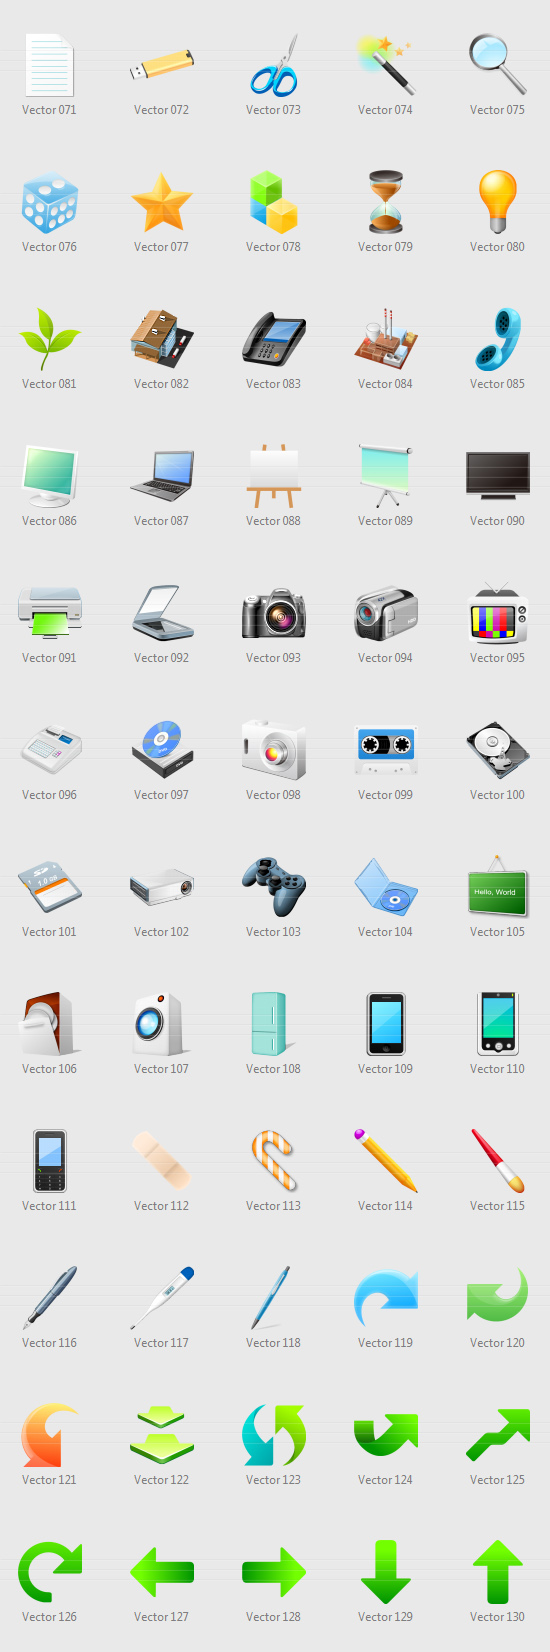 Vector 071 Vector 072 Vector 073 Vector 074 Vector 075
Vector 076 Vector 077 Vector 078 Vector 079 Vector 080
Vector 081 Vector 082 Vector 083 Vector 084 Vector 085
Vector 086 Vector 087 Vector 088 Vector 089 Vector 090
Vector 091 Vector 092 Vector 093 Vector 094 Vector 095
Vector 096 Vector 097 Vector 098 Vector 099 Vector 100
Hello, World
Vector 101 Vector 102 Vector 103 Vector 104 Vector 105
Vector 106 Vector 107 Vector 108 Vector 109 Vector 110
Vector 111 Vector 112 Vector 113 Vector 114 Vector 115
Vector 116 Vector 117 Vector 118 Vector 119 Vector 120
Vector 121 Vector 122 Vector 123 Vector 124 Vector 125
Vector 126 Vector 127 Vector 128 Vector 129 Vector 130